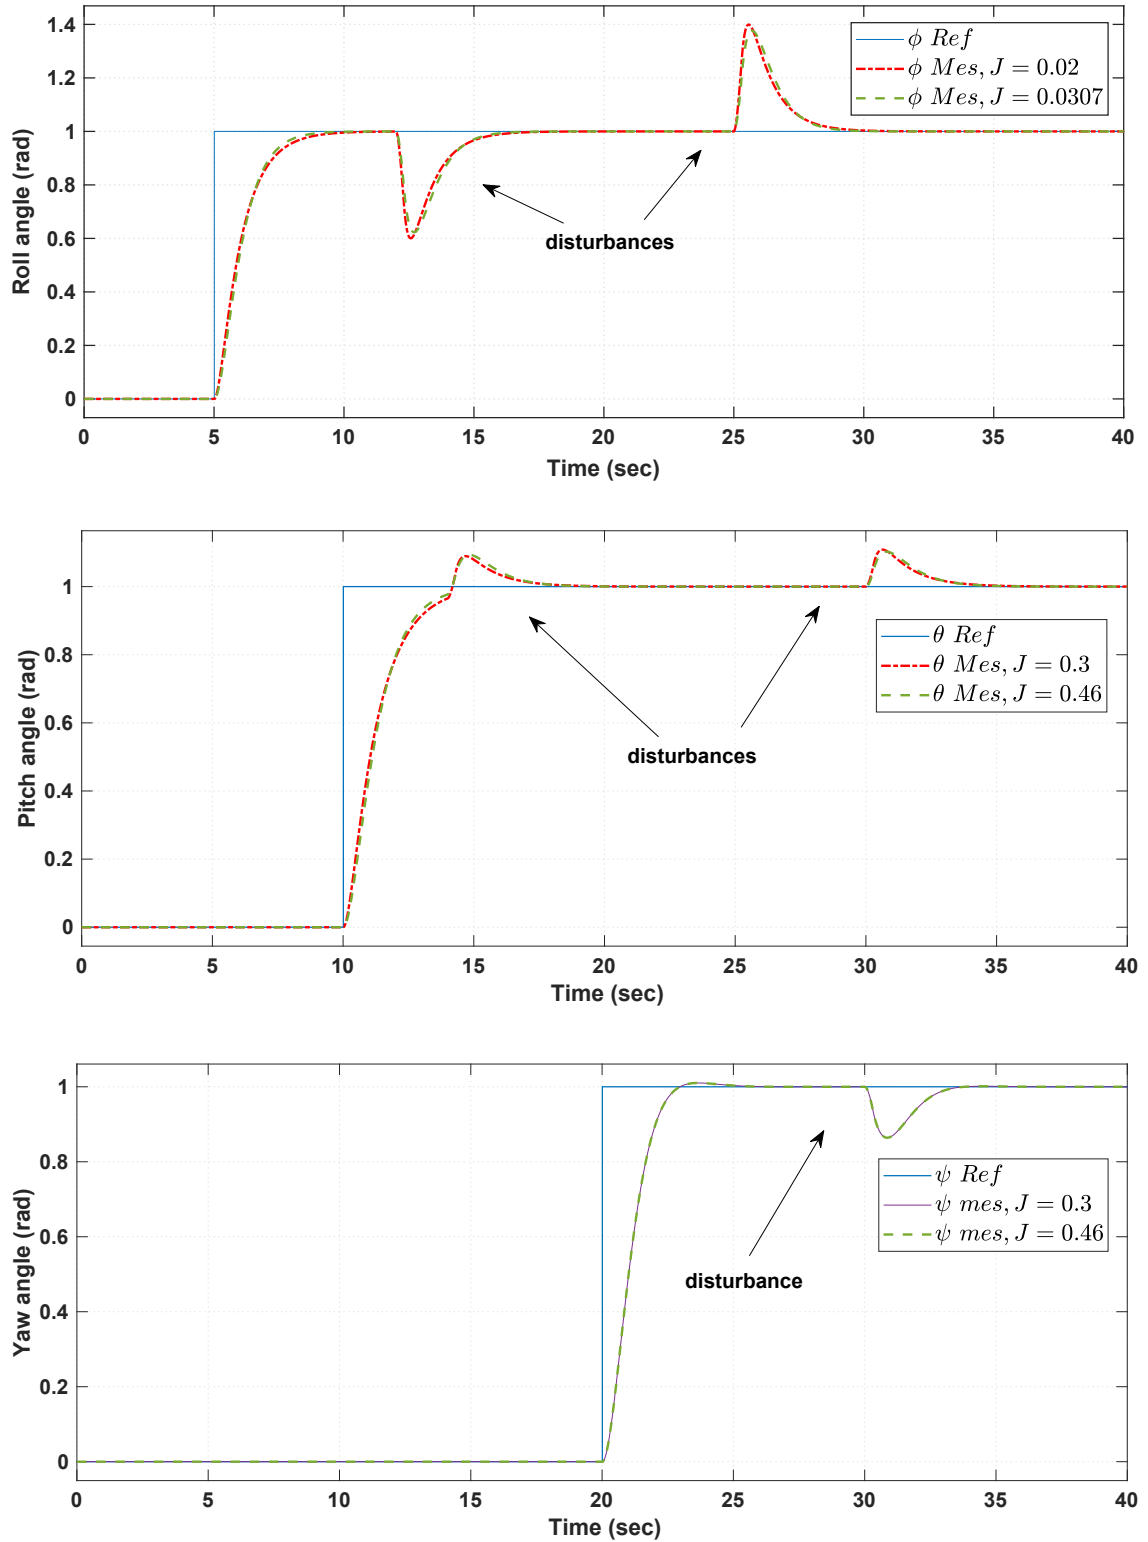 1.4
1.2
1
0.8
0.6
0.4
0.2
0
Roll angle (rad)
ϕ Ref
ϕ Mes, J = 0.02
ϕ Mes, J = 0.0307
disturbances
0 5 10 15 20 25 30 35 40
Time (sec)
1
0.8
0.6
0.4
0.2
0
Pitch angle (rad)
θ Ref
θ Mes, J = 0.3
θ Mes, J = 0.46
disturbances
0 5 10 15 20 25 30 35 40
Time (sec)
1
0.8
0.6
0.4
0.2
0
Yaw angle (rad)
ψ Ref
ψ mes, J = 0.3
ψ mes, J = 0.46
disturbance
0 5 10 15 20 25 30 35 40
Time (sec)